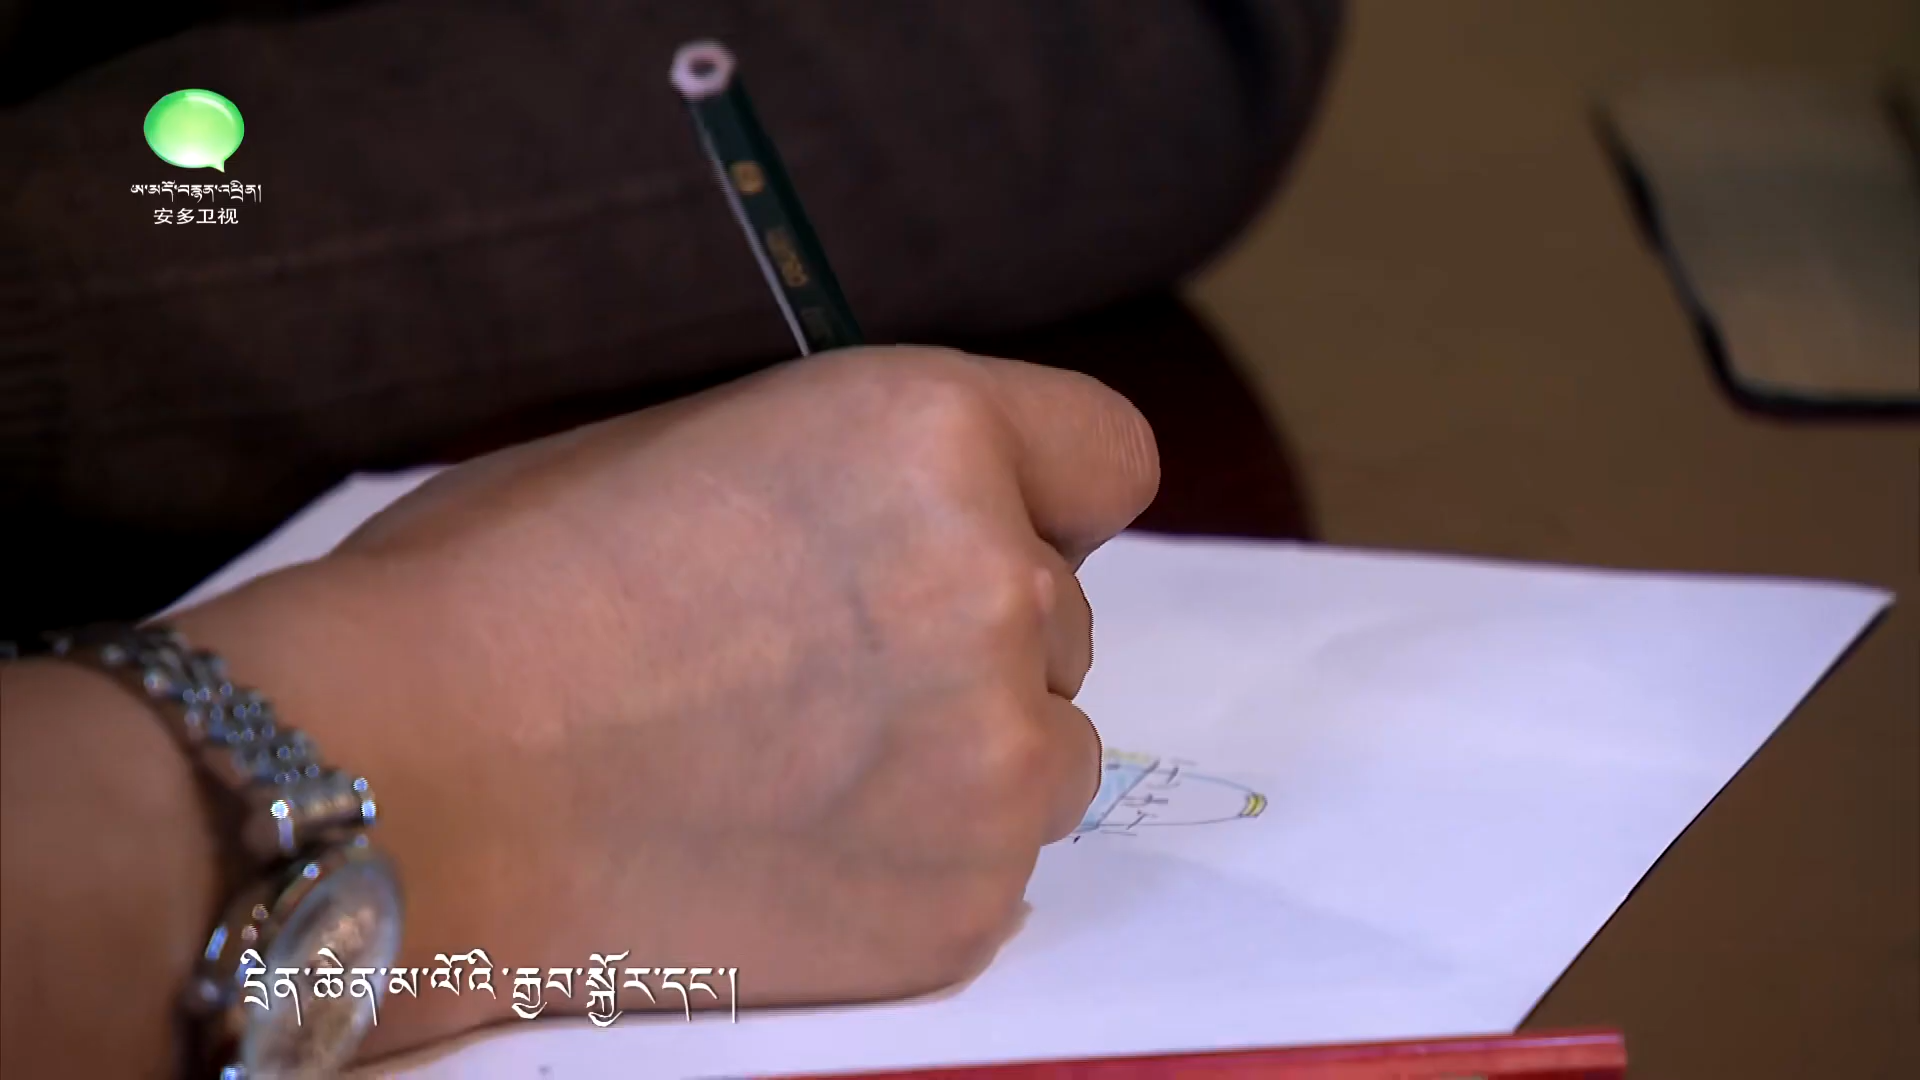 ཨ་མདོ་བརྙན་འཕྲིན།
安多卫视
དྲིན་ཆེན་མ་ལོའི་རྒྱབ་སྐྱོར་དང་།